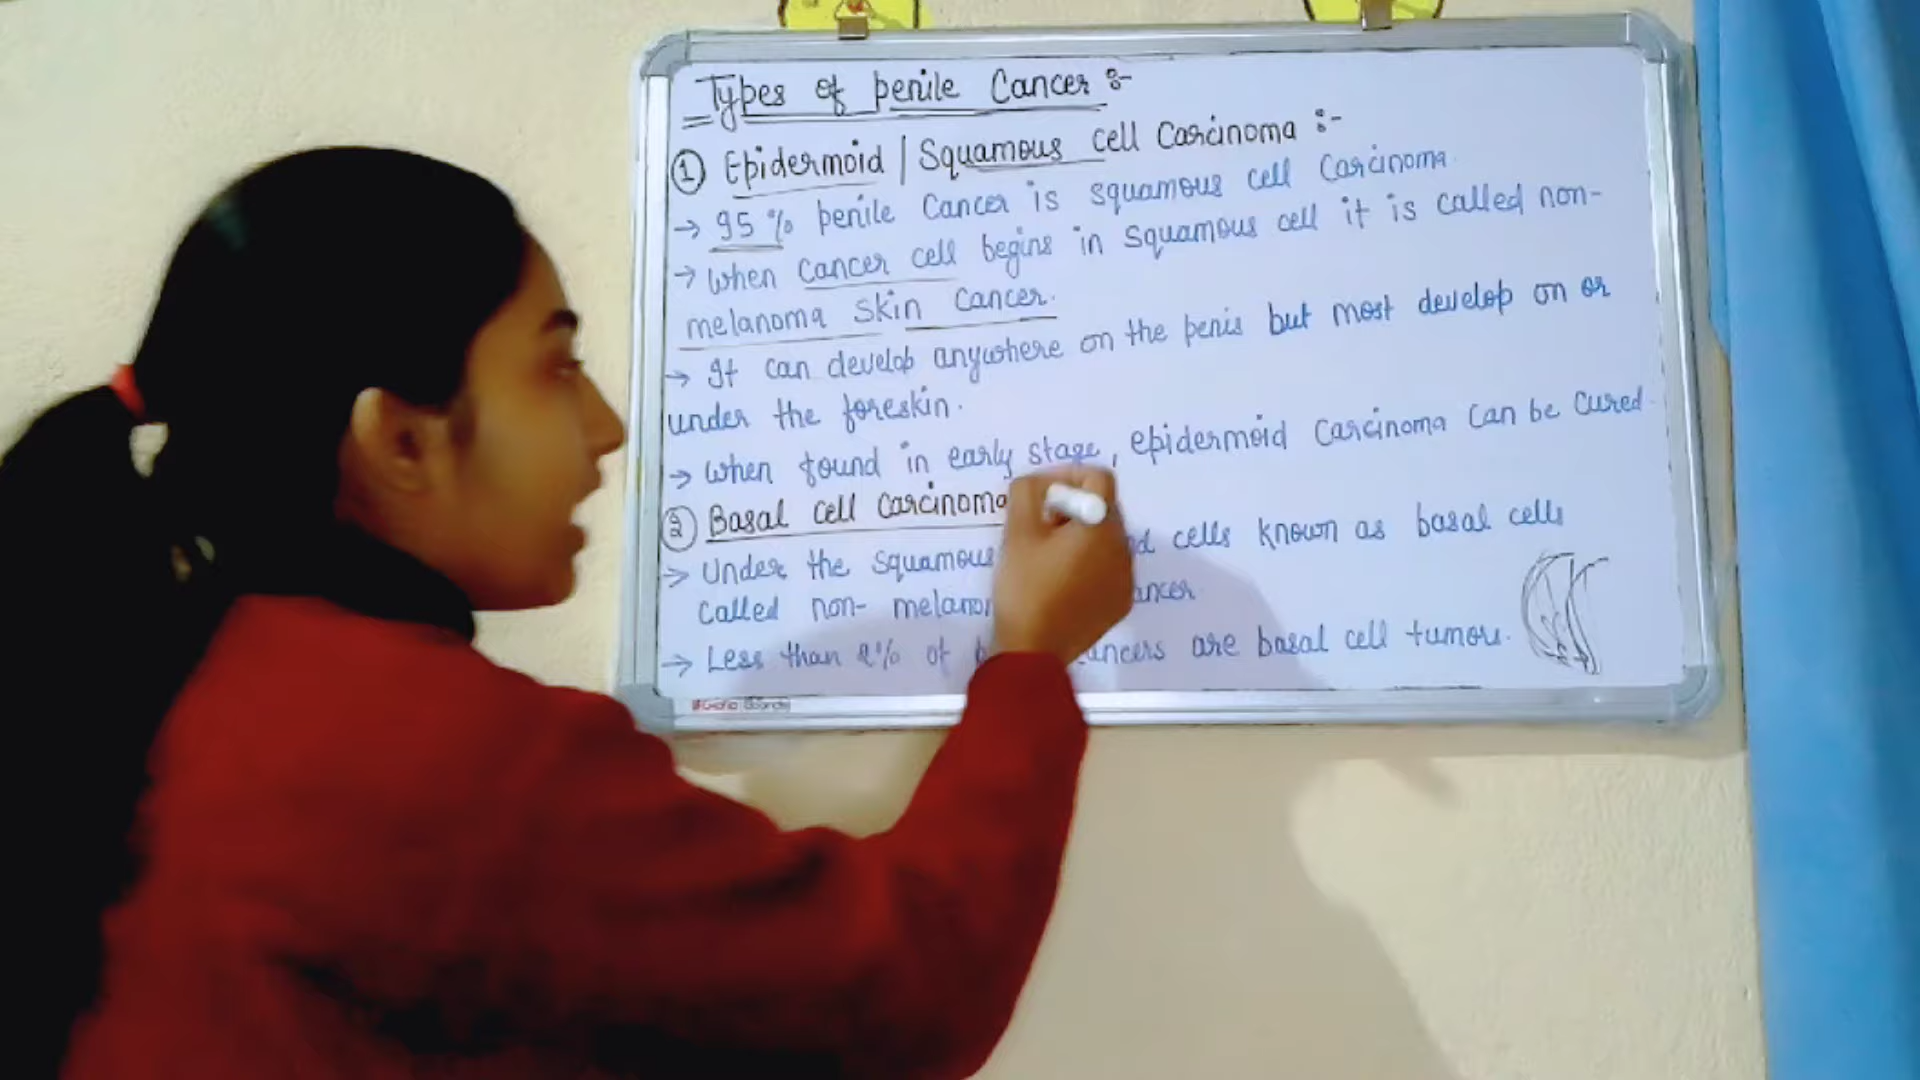 Types of penile Cancer :-
① Epidermoid / Squamous cell Carcinoma :-
→ 95% penile Cancer is squamous cell Carcinoma.
→ When cancer cell begins in squamous cell it is called non-
melanoma skin cancer.
→ It can develop anywhere on the penis but most develop on or
under the foreskin.
→ When found in early stage, epidermoid Carcinoma can be cured.
② Basal cell Carcinoma
→ Under the squamous cells known as basal cells
called non-
→ Less than 2% of are basal cell tumors.